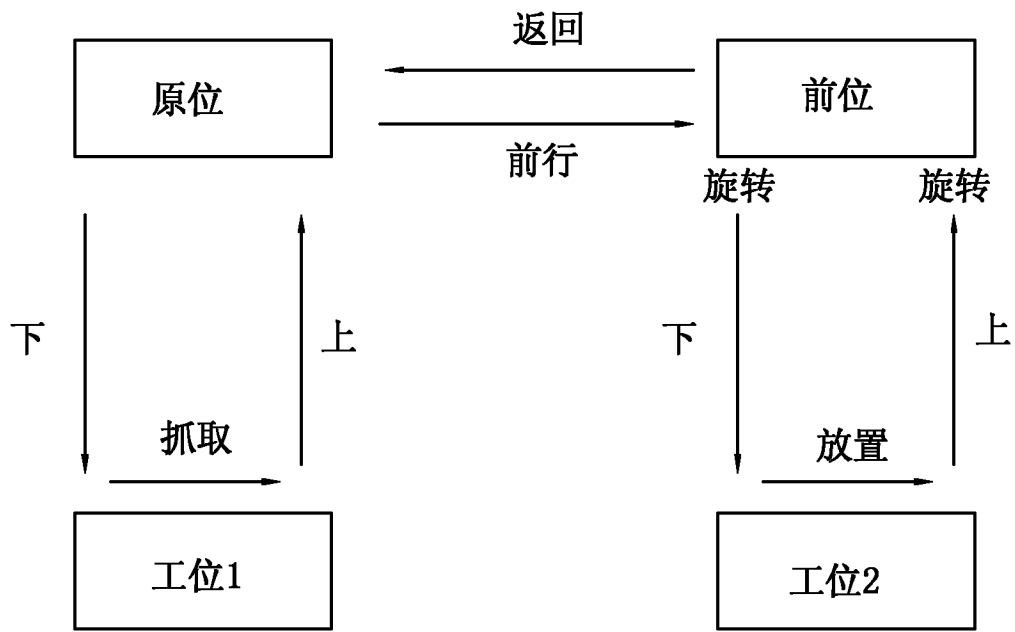 返回
原位
前位
前行
旋转
旋转
下
上
下
上
抓取
放置
工位1
工位2